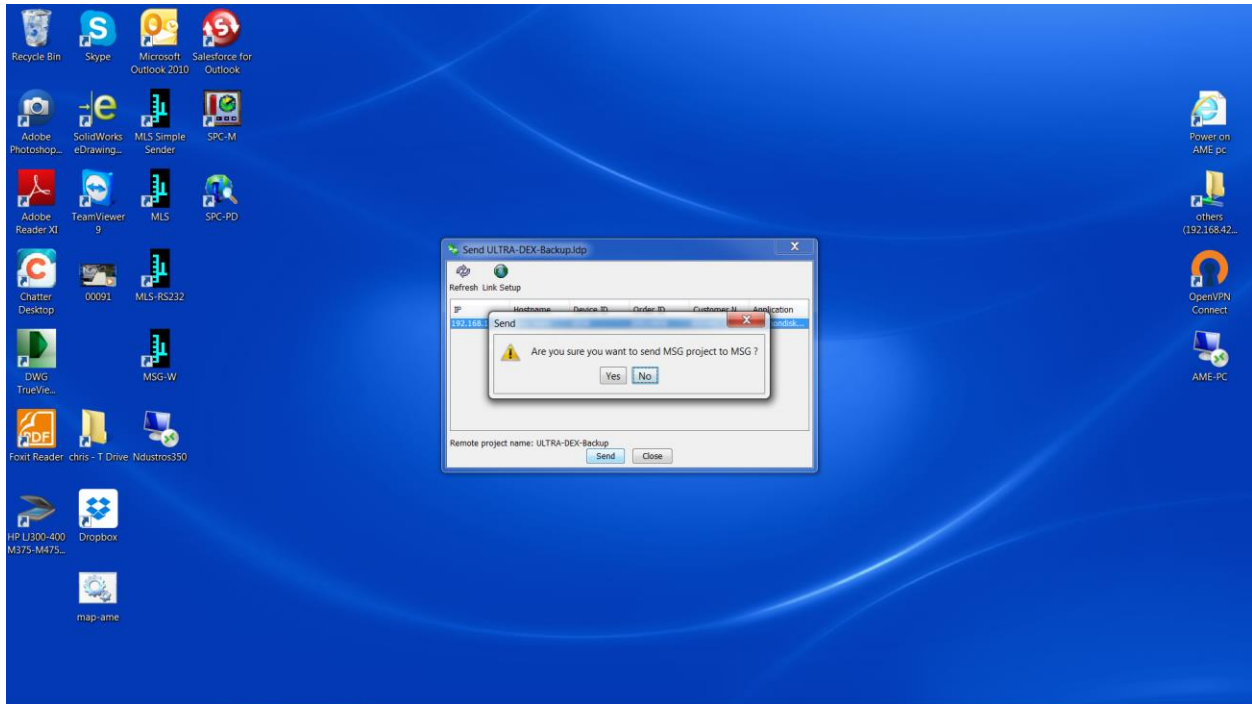 Recycle Bin
Skype
Microsoft
Outlook 2010
Salesforce for
Outlook
Adobe
Photoshop...
SolidWorks
eDrawing...
MLS Simple
Sender
SPC-M
Adobe
Reader XI
TeamViewer
9
MLS
SPC-PD
Chatter
Desktop
00091
MLS-RS232
DWG
TrueVie...
MSG-W
Foxit Reader
chris - T Drive
Ndustros350
HP LJ300-400
M375-M475...
Dropbox
map-ame
Power on
AME pc
others
(192.168.42...
OpenVPN
Connect
AME-PC
Send ULTRA-DEX-Backup.ldp
Refresh Link Setup
IP Hostname Device ID Order ID Customer N Application
Send
Are you sure you want to send MSG project to MSG ?
Yes No
Remote project name: ULTRA-DEX-Backup
Send Close